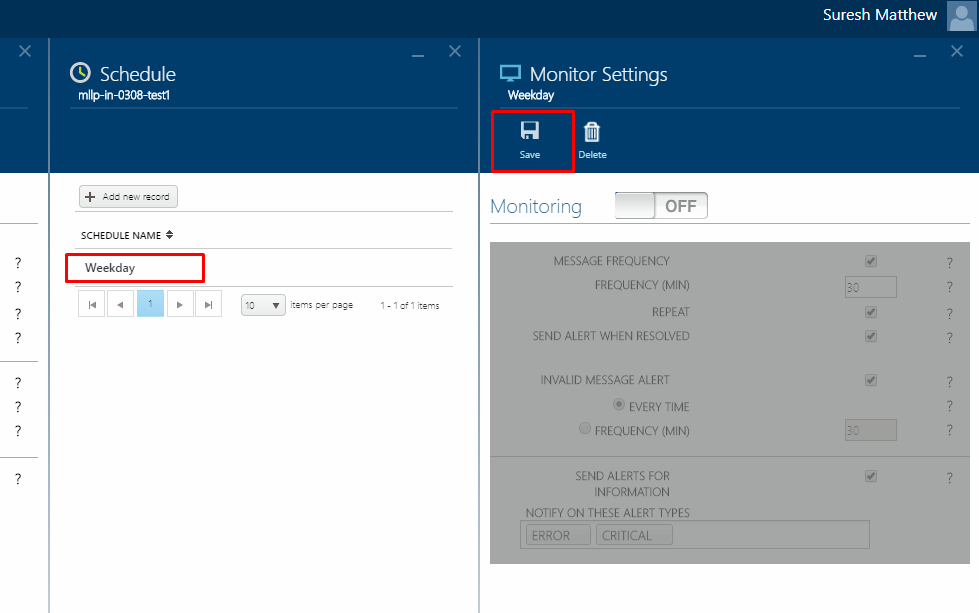 Suresh Matthew
Schedule
mllp-in-0308-test1
Add new record
SCHEDULE NAME
Weekday
1
10
items per page
1 - 1 of 1 items
?
?
?
?
?
?
?
?
Monitor Settings
Weekday
Save
Delete
Monitoring
OFF
MESSAGE FREQUENCY ?
FREQUENCY (MIN) 30 ?
REPEAT ?
SEND ALERT WHEN RESOLVED ?
INVALID MESSAGE ALERT ?
EVERY TIME ?
FREQUENCY (MIN) 30 ?
SEND ALERTS FOR ?
INFORMATION
NOTIFY ON THESE ALERT TYPES
ERROR CRITICAL